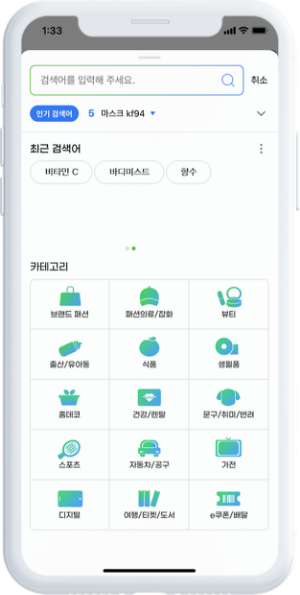 1:33
검색어를 입력해 주세요.
취소
인기 검색어 5 마스크 kf94
최근 검색어
비타민 C 바디미스트 향수
카테고리
브랜드 패션 패션의류/잡화 뷰티
출산/유아동 식품 생필품
홈데코 건강/렌탈 문구/취미/반려
스포츠 자동차/공구 가전
디지털 여행/티켓/도서 e쿠폰/배달